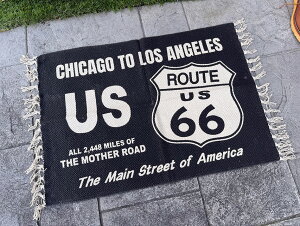 CHICAGO TO LOS ANGELES
US
ROUTE
US
66
ALL 2,448 MILES OF
THE MOTHER ROAD
The Main Street of America